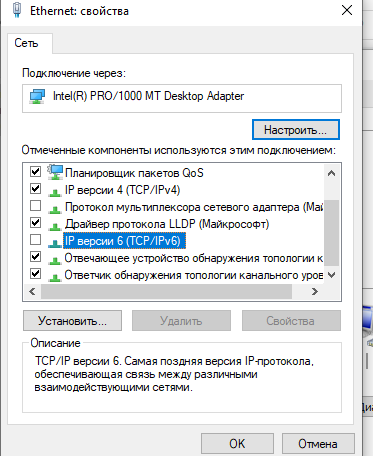 Ethernet: свойства
Сеть
Подключение через:
Intel(R) PRO/1000 MT Desktop Adapter
Настроить...
Отмеченные компоненты используются этим подключением:
Планировщик пакетов QoS
IP версии 4 (TCP/IPv4)
Протокол мультиплексора сетевого адаптера (Май
Драйвер протокола LLDP (Майкрософт)
IP версии 6 (TCP/IPv6)
Отвечающее устройство обнаружения топологии к
Ответчик обнаружения топологии канального уров
Установить...
Удалить
Свойства
Описание
TCP/IP версии 6. Самая поздняя версия IP-протокола,
обеспечивающая связь между различными
взаимодействующими сетями.
OK
Отмена